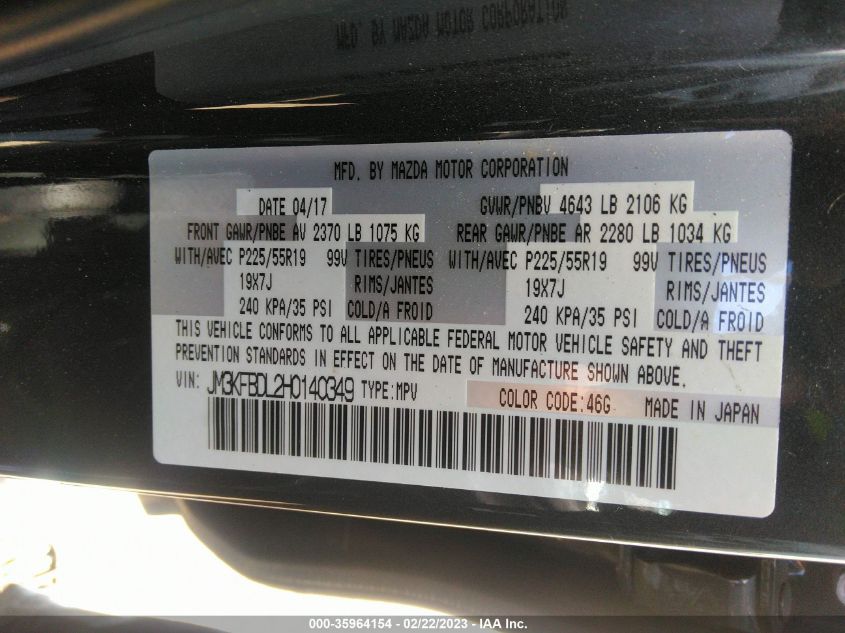 MFD. BY MAZDA MOTOR CORPORATION
MFD. BY MAZDA MOTOR CORPORATION
DATE 04/17 GVWR/PNBV 4643 LB 2106 KG
FRONT GAWR/PNBE AV 2370 LB 1075 KG REAR GAWR/PNBE AR 2280 LB 1034 KG
WITH/AVEC P225/55R19 99V TIRES/PNEUS WITH/AVEC P225/55R19 99V TIRES/PNEUS
19X7J RIMS/JANTES 19X7J RIMS/JANTES
240 KPA/35 PSI COLD/A FROID 240 KPA/35 PSI COLD/A FROID
THIS VEHICLE CONFORMS TO ALL APPLICABLE FEDERAL MOTOR VEHICLE SAFETY AND THEFT
PREVENTION STANDARDS IN EFFECT ON THE DATE OF MANUFACTURE SHOWN ABOVE.
VIN: JM3KFBDL2H0140349 TYPE:MPV COLOR CODE:46G MADE IN JAPAN
000-35964154 - 02/22/2023 - IAA Inc.